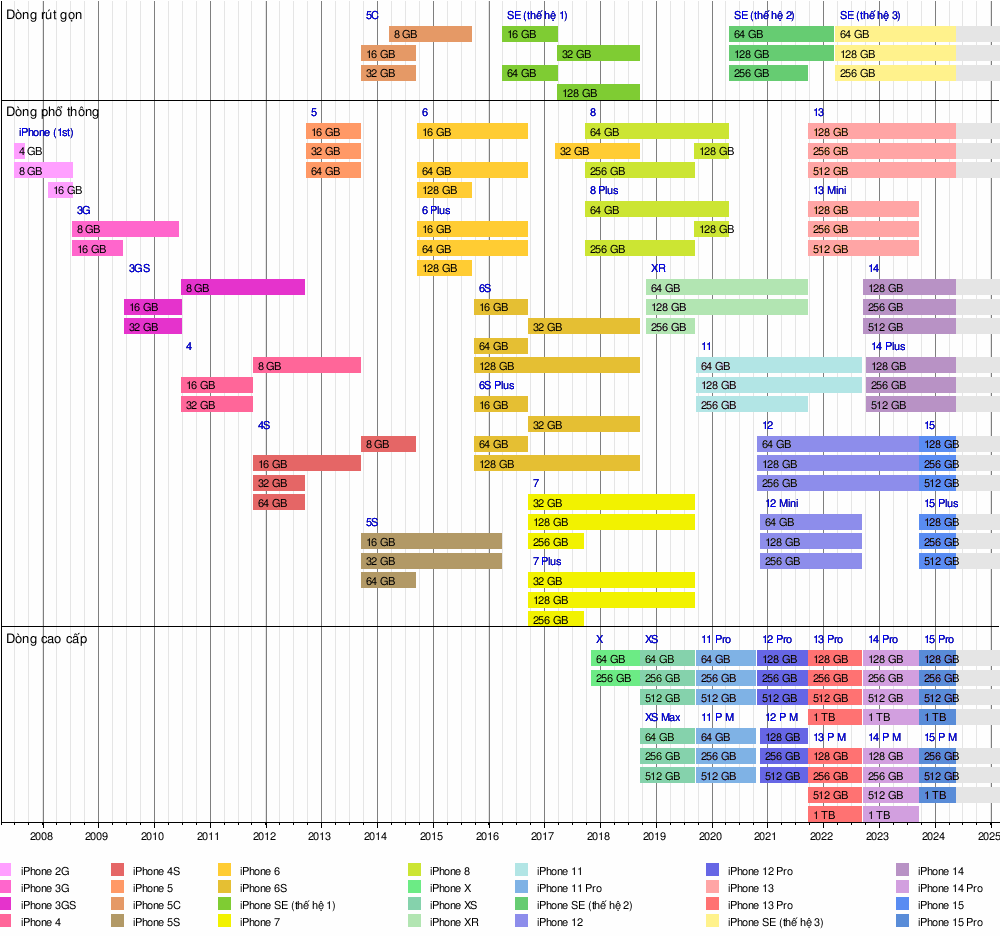 Dòng rút gọn
5C
SE (thế hệ 1)
SE (thế hệ 2)
SE (thế hệ 3)
8 GB
16 GB
64 GB
64 GB
16 GB
32 GB
128 GB
128 GB
32 GB
64 GB
256 GB
256 GB
128 GB
Dòng phổ thông
5
6
8
13
iPhone (1st)
16 GB
16 GB
64 GB
128 GB
4 GB
32 GB
32 GB
128 GB
256 GB
8 GB
64 GB
64 GB
256 GB
512 GB
16 GB
128 GB
8 Plus
13 Mini
3G
6 Plus
64 GB
128 GB
8 GB
16 GB
128 GB
256 GB
16 GB
64 GB
256 GB
512 GB
3GS
128 GB
XR
14
8 GB
6S
64 GB
128 GB
16 GB
16 GB
128 GB
256 GB
32 GB
32 GB
256 GB
512 GB
4
64 GB
11
14 Plus
8 GB
128 GB
64 GB
128 GB
16 GB
6S Plus
128 GB
256 GB
32 GB
16 GB
256 GB
512 GB
4S
32 GB
12
15
8 GB
64 GB
64 GB
128 GB
16 GB
128 GB
128 GB
256 GB
32 GB
7
256 GB
512 GB
64 GB
32 GB
12 Mini
15 Plus
5S
128 GB
64 GB
128 GB
16 GB
256 GB
128 GB
256 GB
32 GB
7 Plus
256 GB
512 GB
64 GB
32 GB
128 GB
256 GB
Dòng cao cấp
X
XS
11 Pro
12 Pro
13 Pro
14 Pro
15 Pro
64 GB
64 GB
64 GB
128 GB
128 GB
128 GB
128 GB
256 GB
256 GB
256 GB
256 GB
256 GB
256 GB
256 GB
512 GB
512 GB
512 GB
512 GB
512 GB
512 GB
XS Max
11 P M
12 P M
1 TB
1 TB
1 TB
64 GB
64 GB
128 GB
13 P M
14 P M
15 P M
256 GB
256 GB
256 GB
128 GB
128 GB
256 GB
512 GB
512 GB
512 GB
256 GB
256 GB
512 GB
512 GB
512 GB
1 TB
1 TB
1 TB
2008 2009 2010 2011 2012 2013 2014 2015 2016 2017 2018 2019 2020 2021 2022 2023 2024 2025
iPhone 2G
iPhone 4S
iPhone 6
iPhone 8
iPhone 11
iPhone 12 Pro
iPhone 14
iPhone 3G
iPhone 5
iPhone 6S
iPhone X
iPhone 11 Pro
iPhone 13
iPhone 14 Pro
iPhone 3GS
iPhone 5C
iPhone SE (thế hệ 1)
iPhone XS
iPhone SE (thế hệ 2)
iPhone 13 Pro
iPhone 15
iPhone 4
iPhone 5S
iPhone 7
iPhone XR
iPhone 12
iPhone SE (thế hệ 3)
iPhone 15 Pro